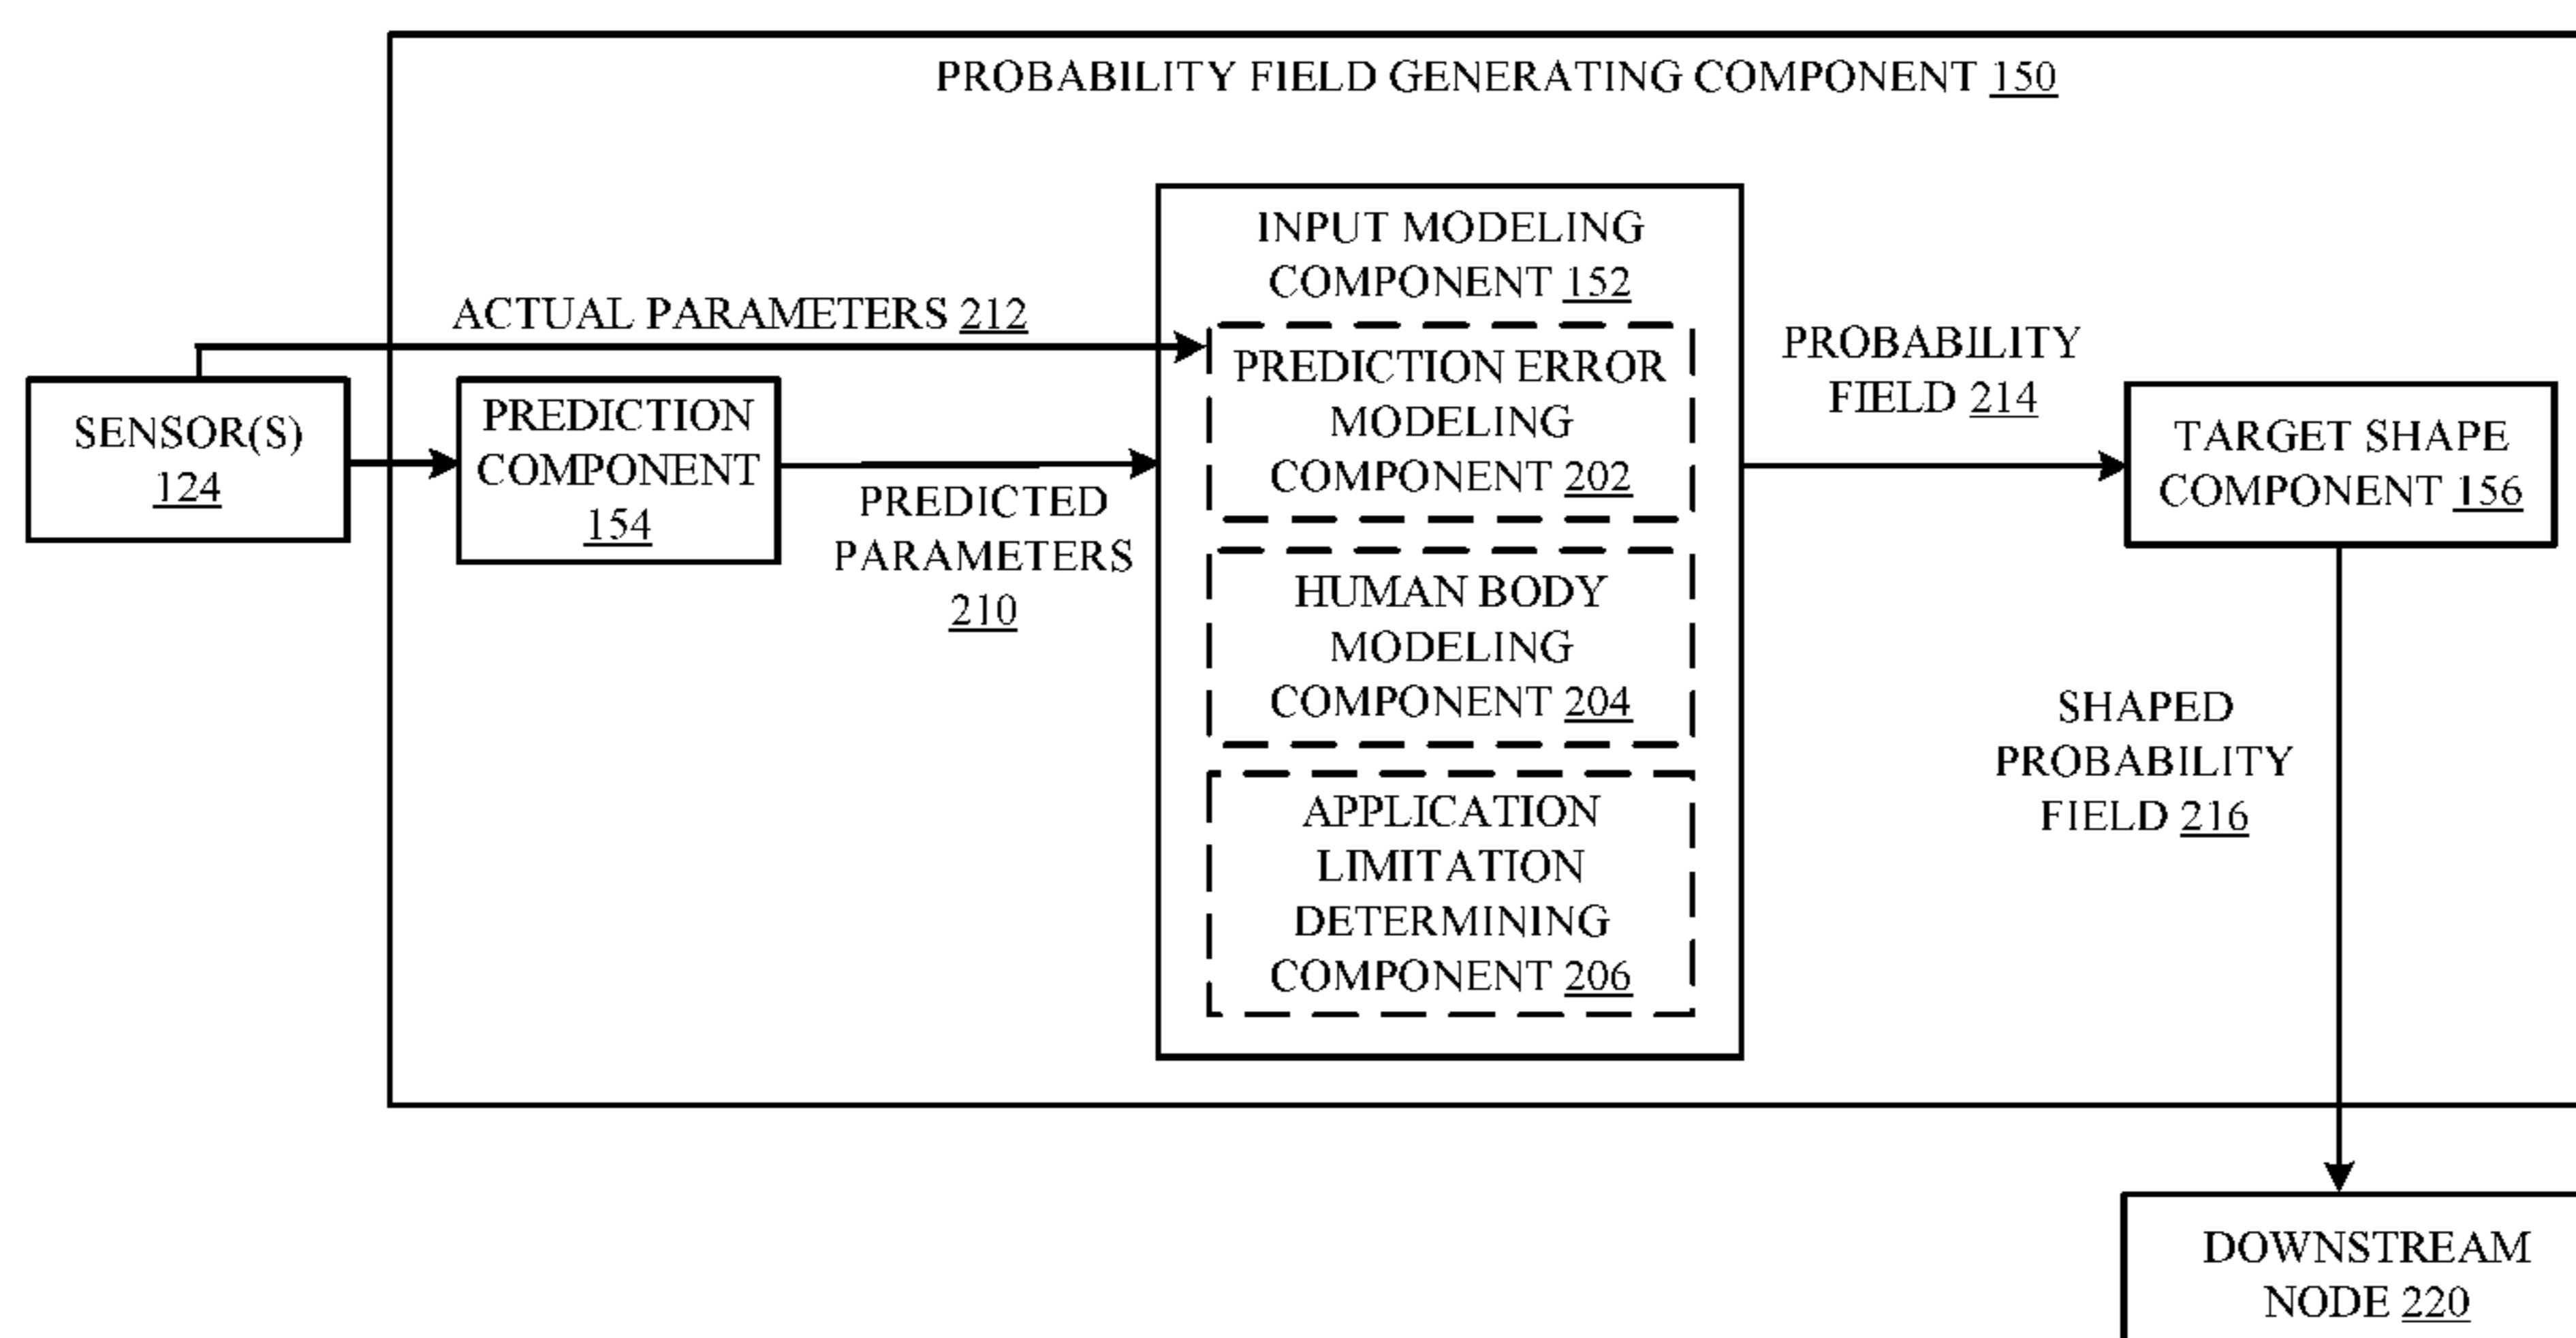 PROBABILITY FIELD GENERATING COMPONENT 150
INPUT MODELING
COMPONENT 152
ACTUAL PARAMETERS 212
SENSOR(S)
124
PREDICTION
COMPONENT
154
PREDICTED
PARAMETERS
210
PREDICTION ERROR
MODELING
COMPONENT 202
HUMAN BODY
MODELING
COMPONENT 204
APPLICATION
LIMITATION
DETERMINING
COMPONENT 206
PROBABILITY
FIELD 214
TARGET SHAPE
COMPONENT 156
SHAPED
PROBABILITY
FIELD 216
DOWNSTREAM
NODE 220